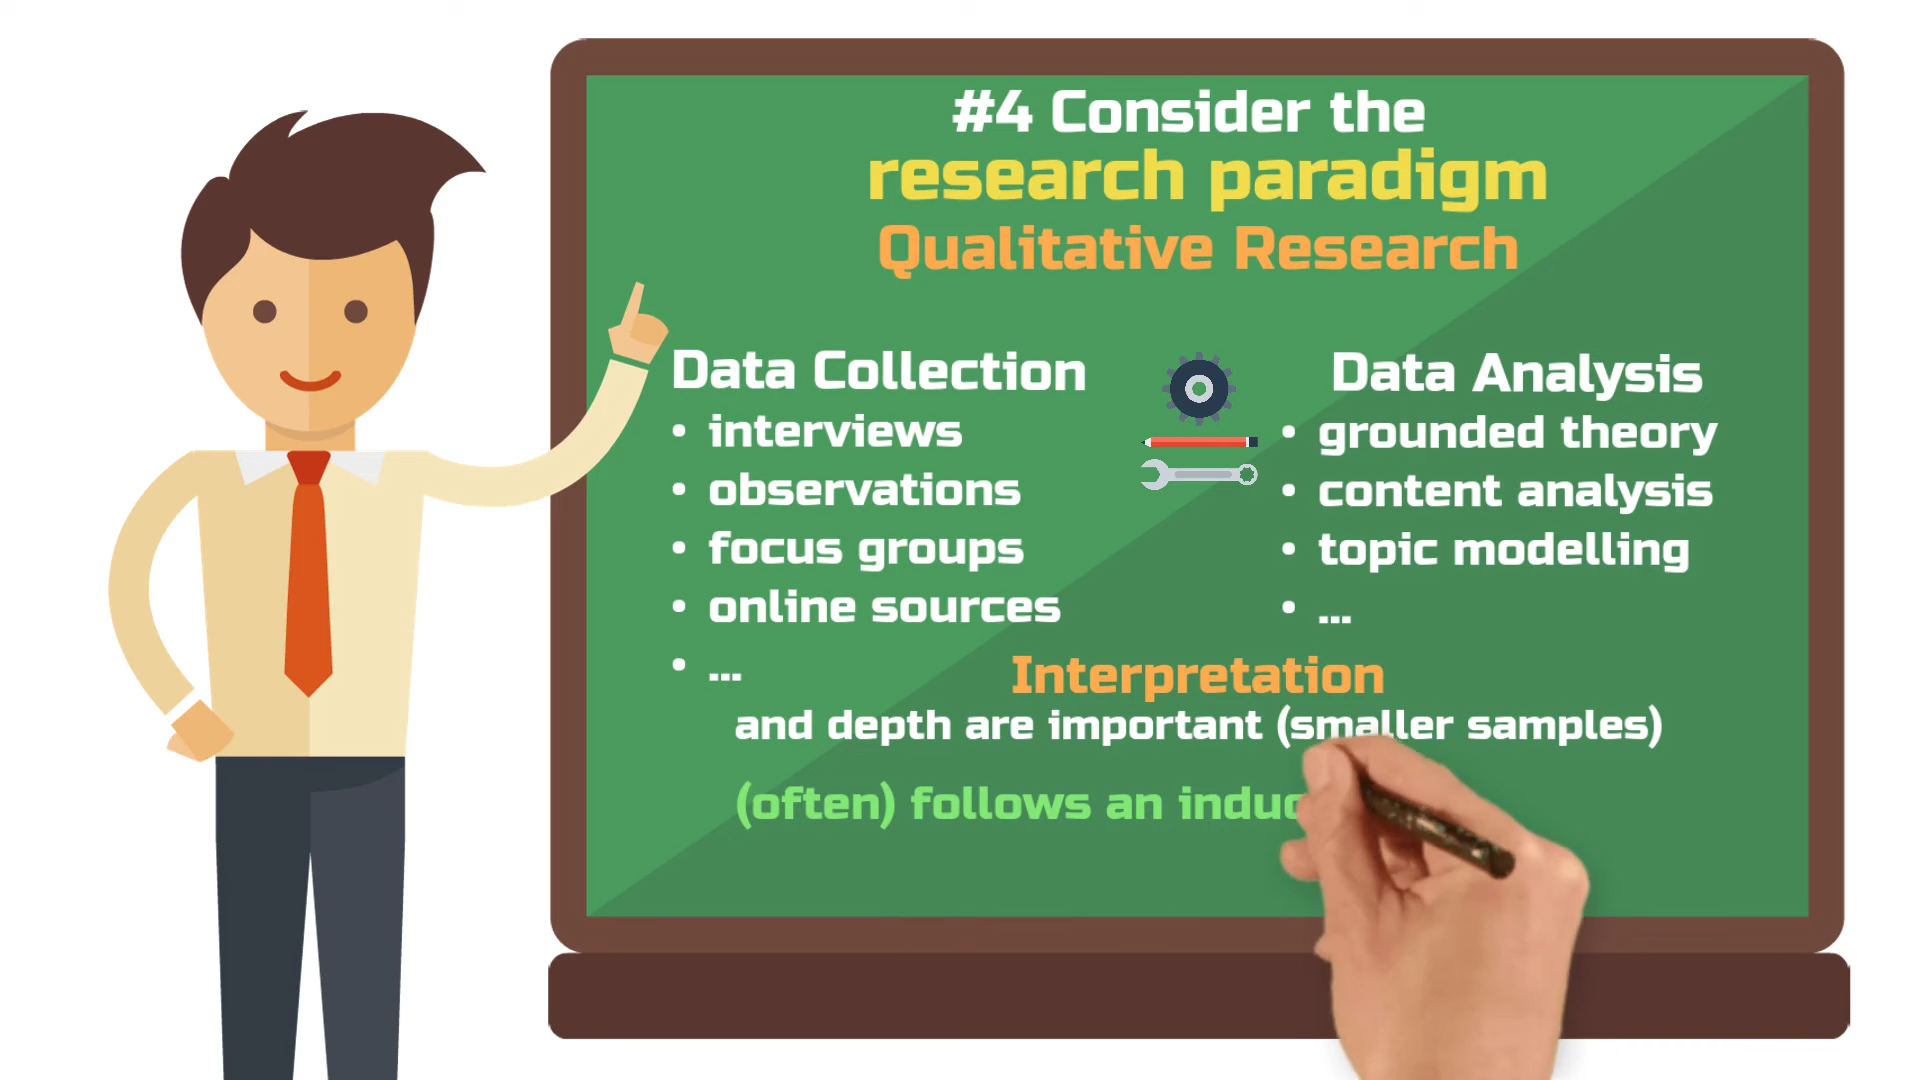 #4 Consider the
research paradigm
Qualitative Research
Data Collection
• interviews
• observations
• focus groups
• online sources
• ...
Data Analysis
• grounded theory
• content analysis
• topic modelling
• ...
Interpretation
and depth are important (smaller samples)
(often) follows an